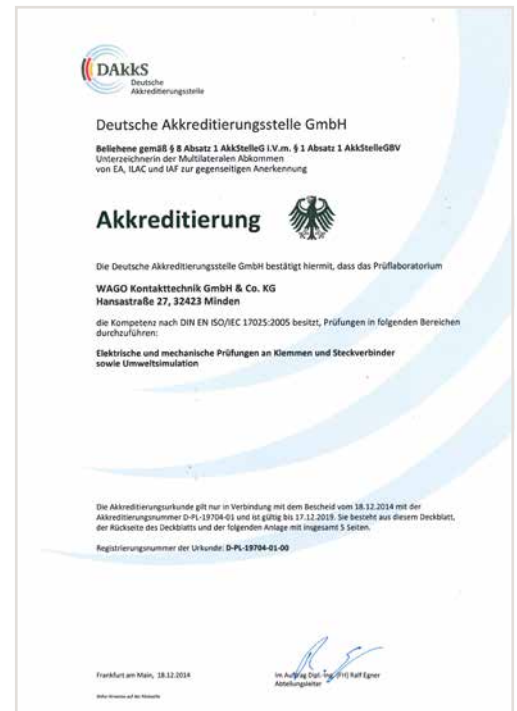 DAkkS
Deutsche
Akkreditierungsstelle
Deutsche Akkreditierungsstelle GmbH
Beliehene gemäß § 8 Absatz 1 AkkStelleG i.V.m. § 1 Absatz 1 AkkStelleGBV
Unterzeichnerin der Multilateralen Abkommen
von EA, ILAC und IAF zur gegenseitigen Anerkennung
Akkreditierung
Die Deutsche Akkreditierungsstelle GmbH bestätigt hiermit, dass das Prüflaboratorium
WAGO Kontakttechnik GmbH & Co. KG
Hansastraße 27, 32423 Minden
die Kompetenz nach DIN EN ISO/IEC 17025:2005 besitzt, Prüfungen in folgenden Bereichen
durchzuführen:
Elektrische und mechanische Prüfungen an Klemmen und Steckverbinder
sowie Umweltsimulation
Die Akkreditierungsurkunde gilt nur in Verbindung mit dem Bescheid vom 18.12.2014 mit der
Akkreditierungsnummer D-PL-19704-01 und ist gültig bis 17.12.2019. Sie besteht aus diesem Deckblatt,
der Rückseite des Deckblatts und der folgenden Anlage mit insgesamt 5 Seiten.
Registrierungsnummer der Urkunde: D-PL-19704-01-00
Frankfurt am Main, 18.12.2014
Im Auftrag Dipl.-Ing. (FH) Ralf Egner
Abteilungsleiter
Siehe Hinweise auf der Rückseite